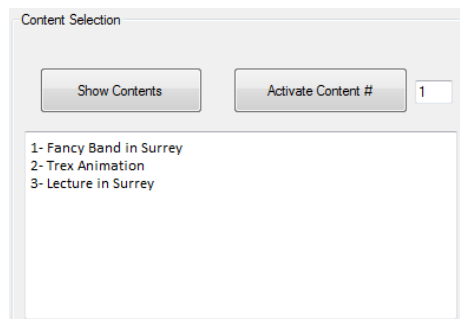 Content Selection
Show Contents
Activate Content #
1
1- Fancy Band in Surrey
2- Trex Animation
3- Lecture in Surrey